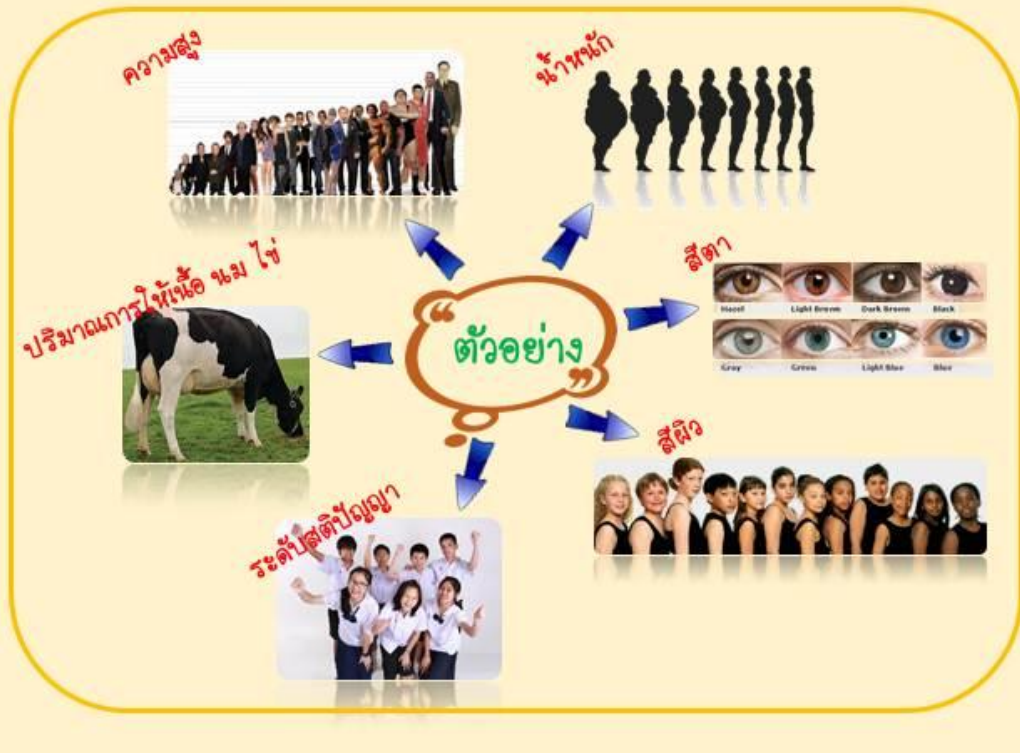 ความสูง
น้ำหนัก
สีตา
Hazel Light Brown Dark Brown Black
Gray Green Light Blue Blue
ปริมาณการให้เนื้อ นม ไข่
“ตัวอย่าง”
สีผิว
ระดับสติปัญญา